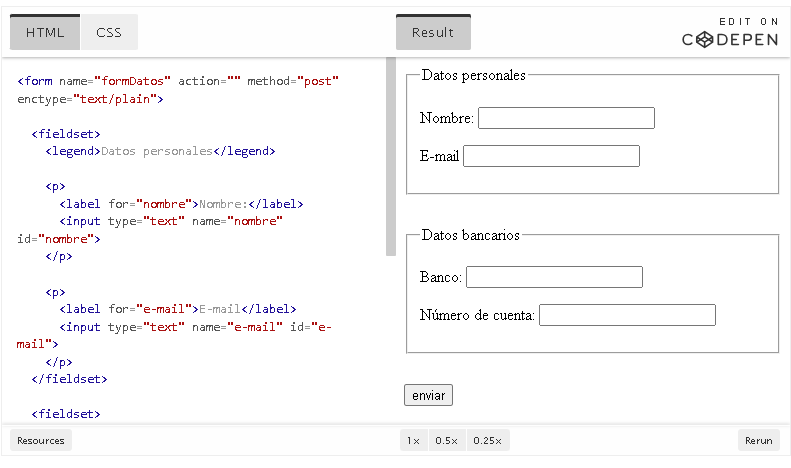 HTML CSS Result EDIT ON
CODEPEN
<form name="formDatos" action="" method="post"
enctype="text/plain">
<fieldset>
<legend>Datos personales</legend>
<p>
<label for="nombre">Nombre:</label>
<input type="text" name="nombre"
id="nombre">
</p>
<p>
<label for="e-mail">E-mail</label>
<input type="text" name="e-mail" id="e-
mail">
</p>
</fieldset>
<fieldset>
Datos personales
Nombre:
E-mail
Datos bancarios
Banco:
Número de cuenta:
enviar
Resources 1× 0.5× 0.25× Rerun